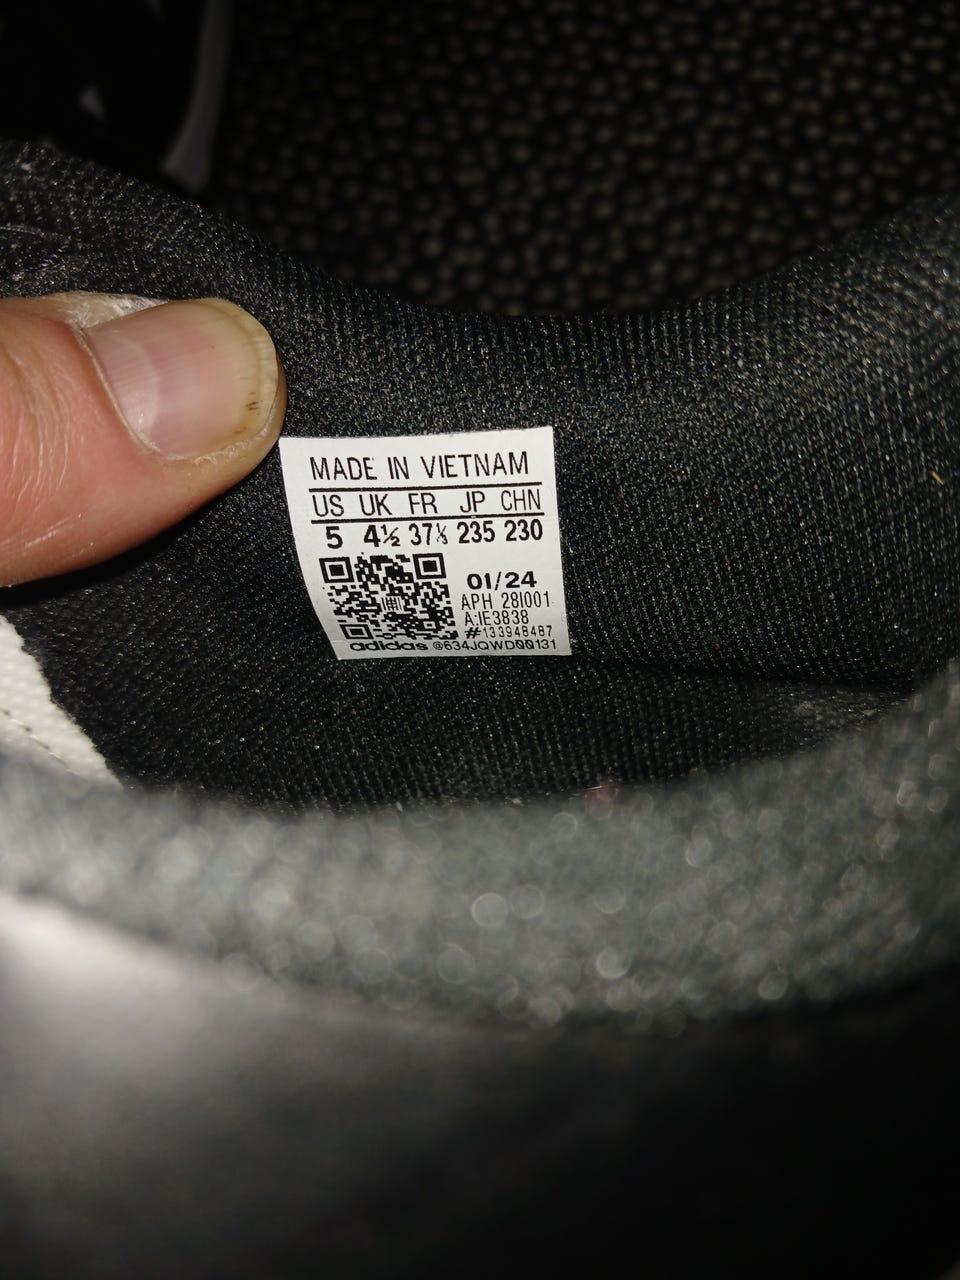 MADE IN VIETNAM
US UK FR JP CHN
5 4½ 37⅓ 235 230
01/24
APH 28I001
A:IE3838
#133948487
adidas @634JQWD00131